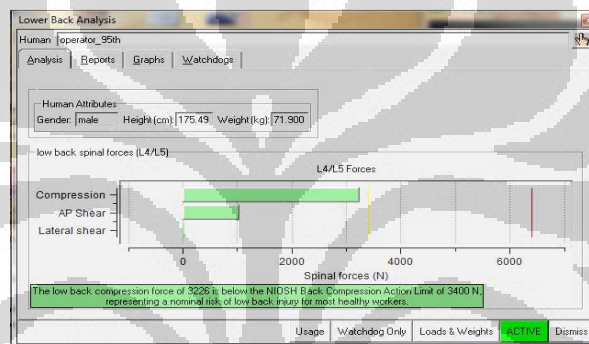 Lower Back Analysis
Human operator_95th
Analysis Reports Graphs Watchdogs
Human Attributes
Gender: male Height (cm): 175.49 Weight (kg): 71.900
low back spinal forces (L4/L5)
L4/L5 Forces
Compression
AP Shear
Lateral shear
0 2000 4000 6000
Spinal forces (N)
The low back compression force of 3226 is below the NIOSH Back Compression Action Limit of 3400 N,
representing a nominal risk of low back injury for most healthy workers.
Usage Watchdog Only Loads & Weights ACTIVE Dismiss